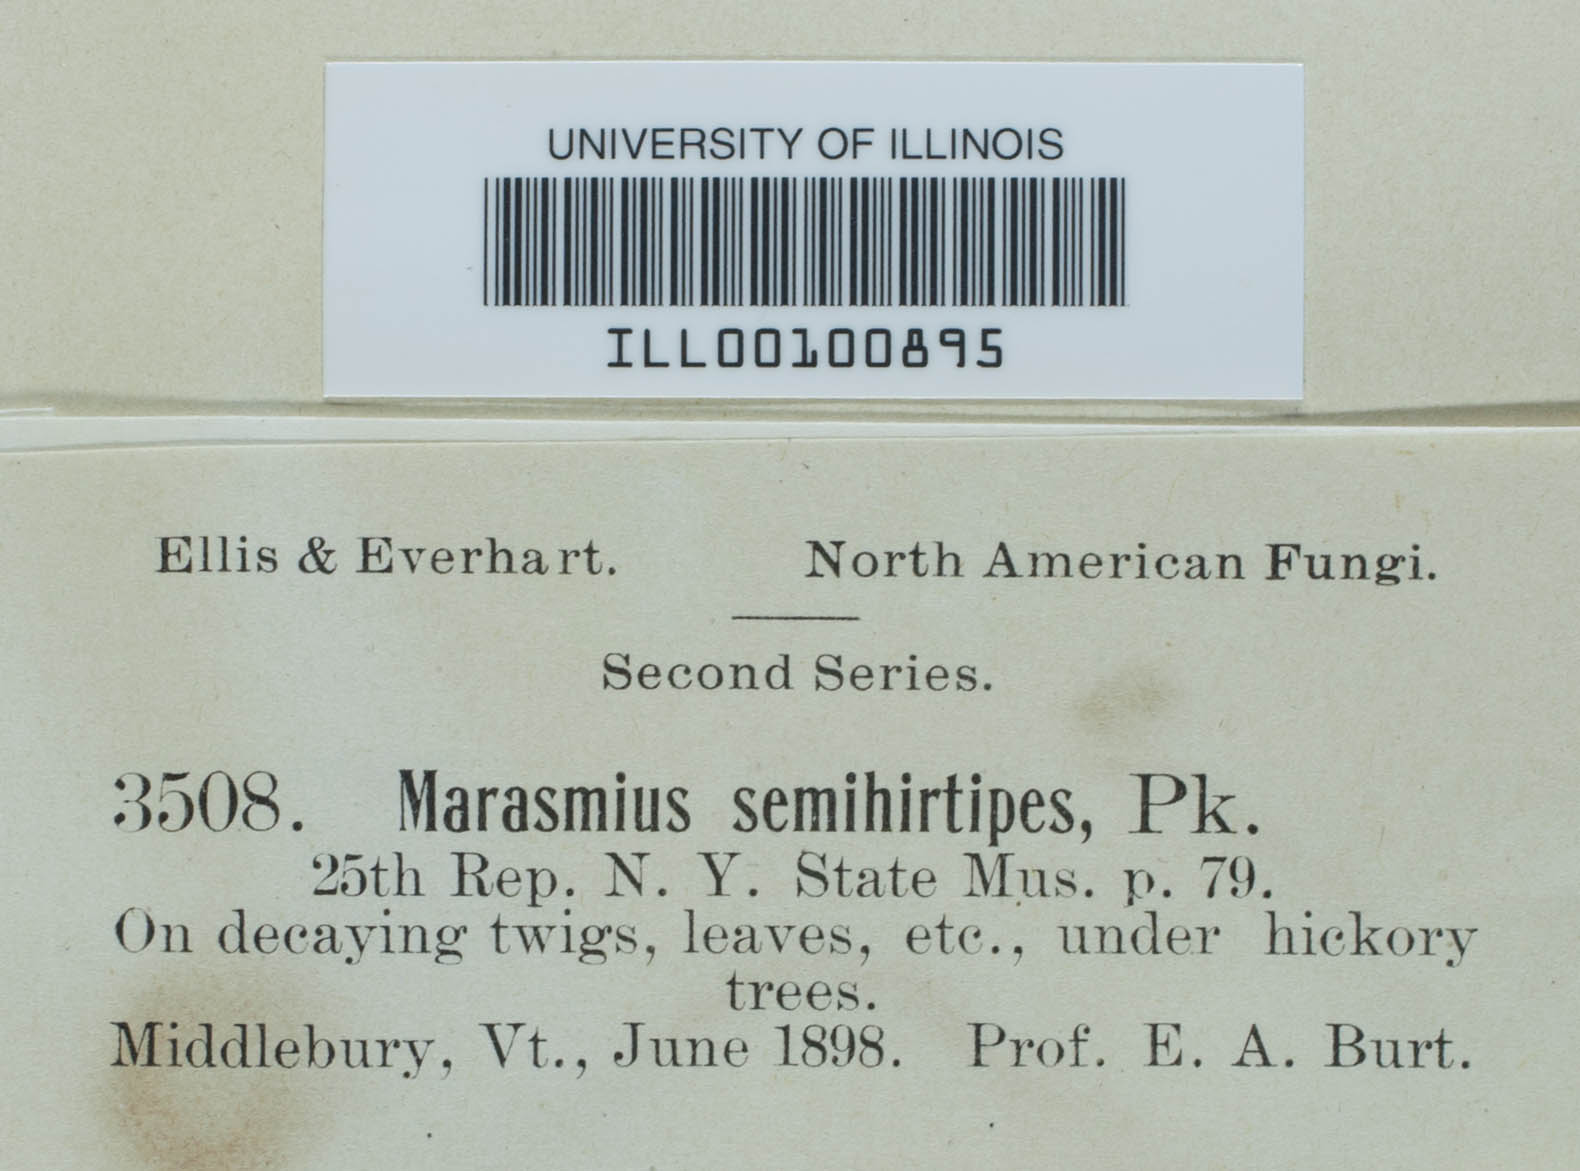 UNIVERSITY OF ILLINOIS
ILL00100895
Ellis & Everhart. North American Fungi.
Second Series.
3508. Marasmius semihirtipes, Pk.
25th Rep. N. Y. State Mus. p. 79.
On decaying twigs, leaves, etc., under hickory
trees.
Middlebury, Vt., June 1898. Prof. E. A. Burt.